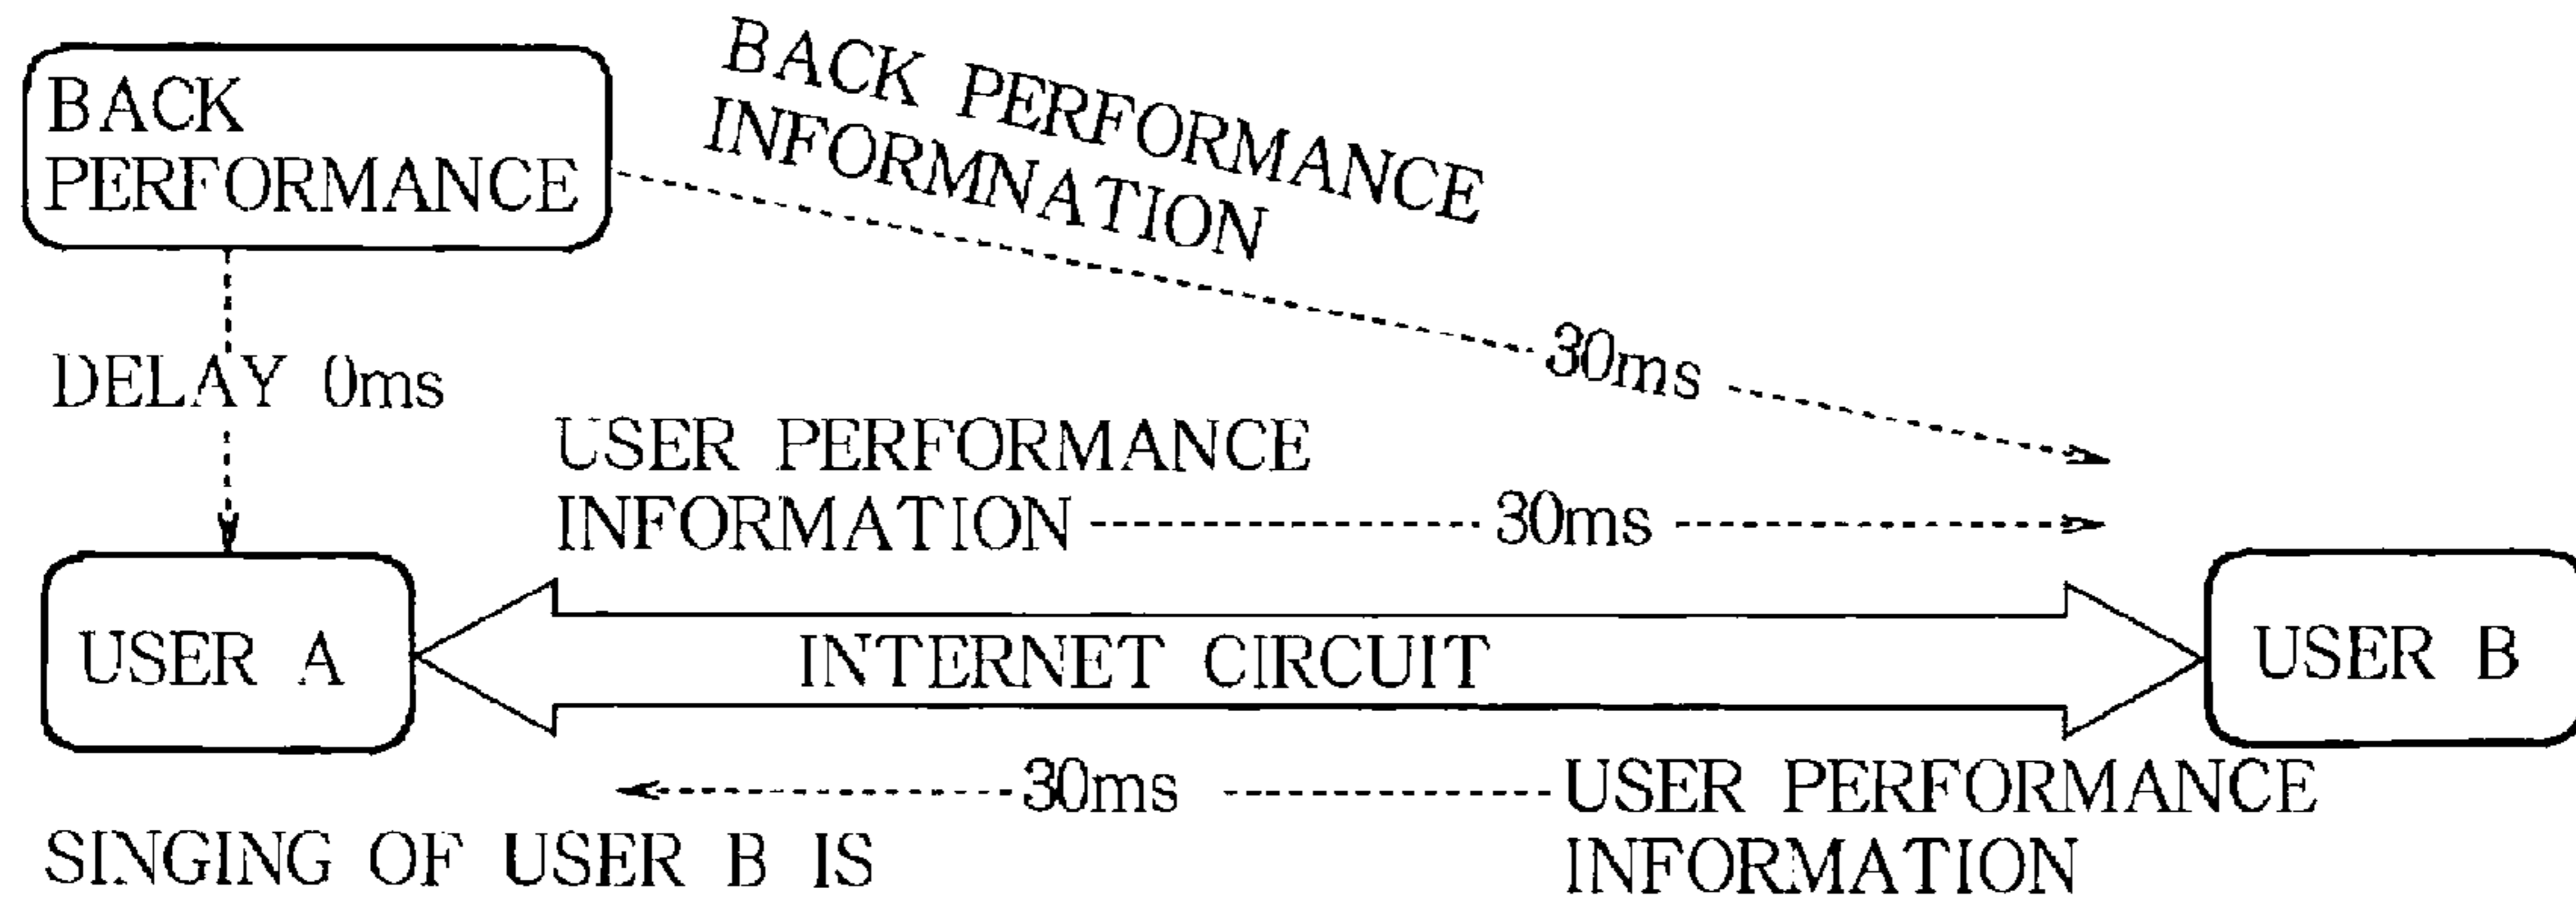 BACK
PERFORMANCE
BACK PERFORMANCE
INFORMNATION
30ms
DELAY 0ms
USER PERFORMANCE
INFORMATION
30ms
USER A
INTERNET CIRCUIT
USER B
30ms
USER PERFORMANCE
INFORMATION
SINGING OF USER B IS